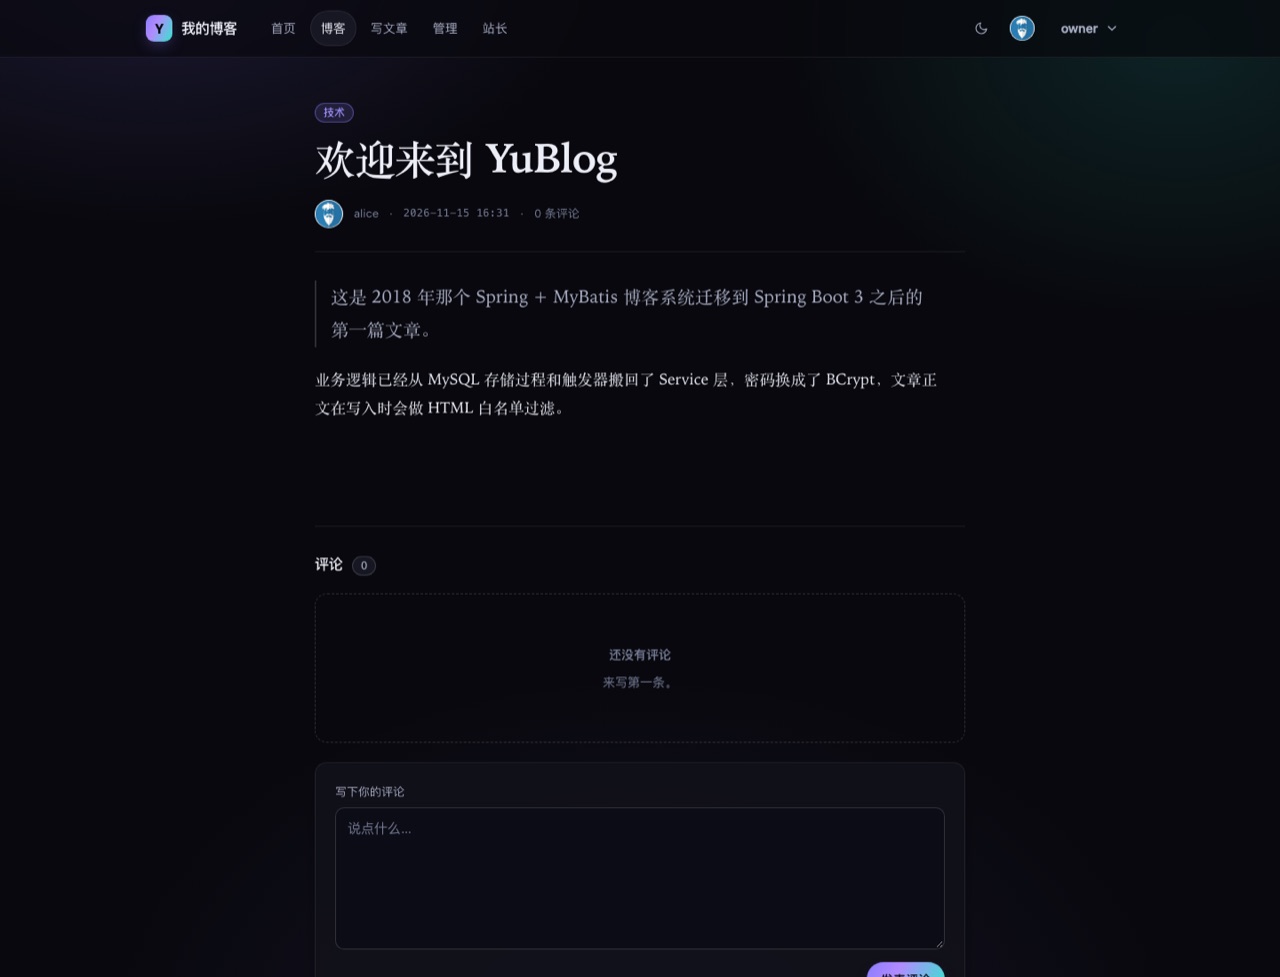 Y 我的博客 首页 博客 写文章 管理 站长 owner
技术
欢迎来到 YuBlog
alice · 2026-11-15 16:31 · 0 条评论
这是 2018 年那个 Spring + MyBatis 博客系统迁移到 Spring Boot 3 之后的
第一篇文章。
业务逻辑已经从 MySQL 存储过程和触发器搬回了 Service 层，密码换成了 BCrypt，文章正
文在写入时会做 HTML 白名单过滤。
评论 0
还没有评论
来写第一条。
写下你的评论
说点什么...
发表评论